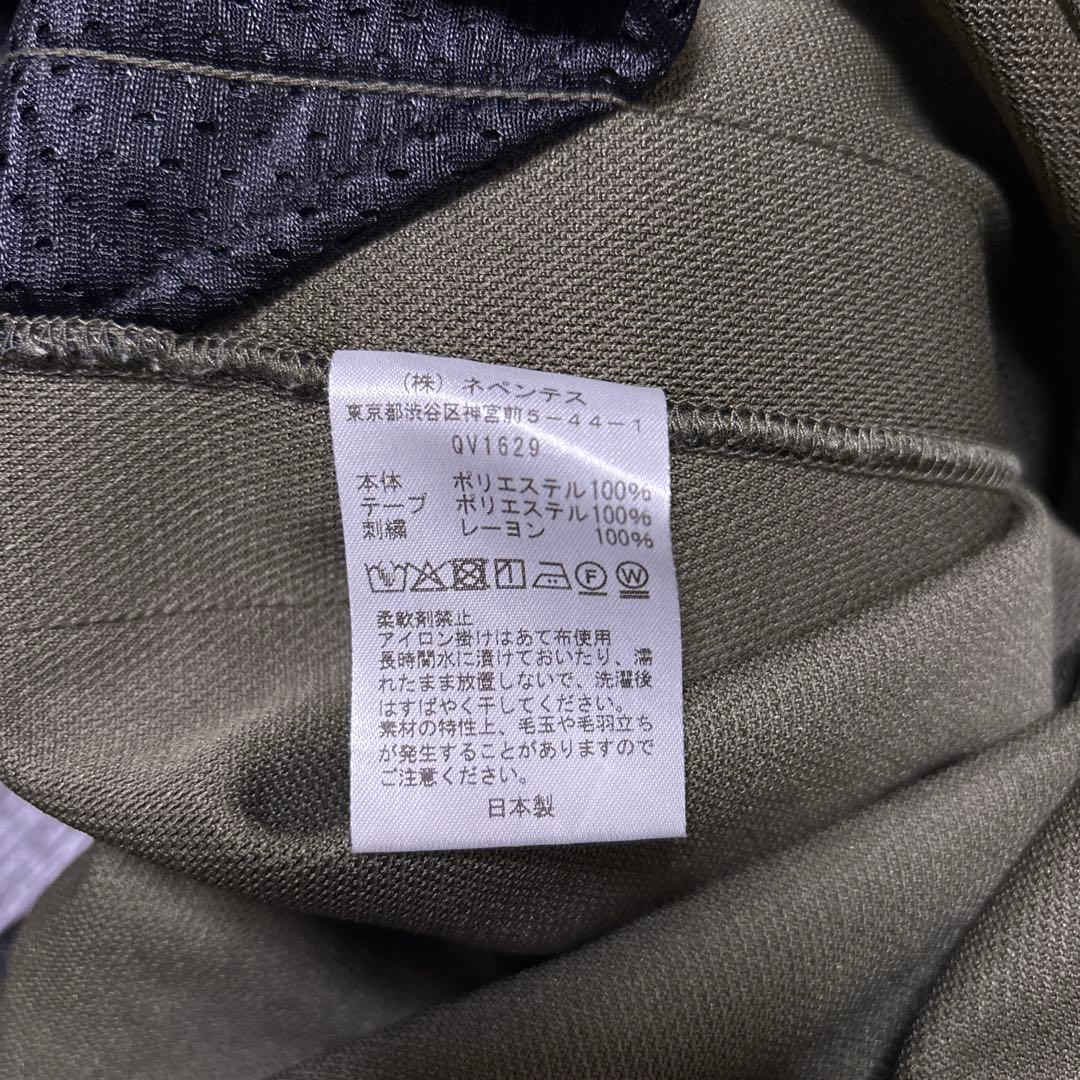 (株) ネペンテス
東京都渋谷区神宮前5-44-1
QV1629
本体 ポリエステル100%
テープ ポリエステル100%
刺繍 レーヨン 100%
F W
柔軟剤禁止
アイロン掛けはあて布使用
長時間水に漬けておいたり、濡
れたまま放置しないで、洗濯後
はすばやく干してください。
素材の特性上、毛玉や毛羽立ち
が発生することがありますので
ご注意ください。
日本製